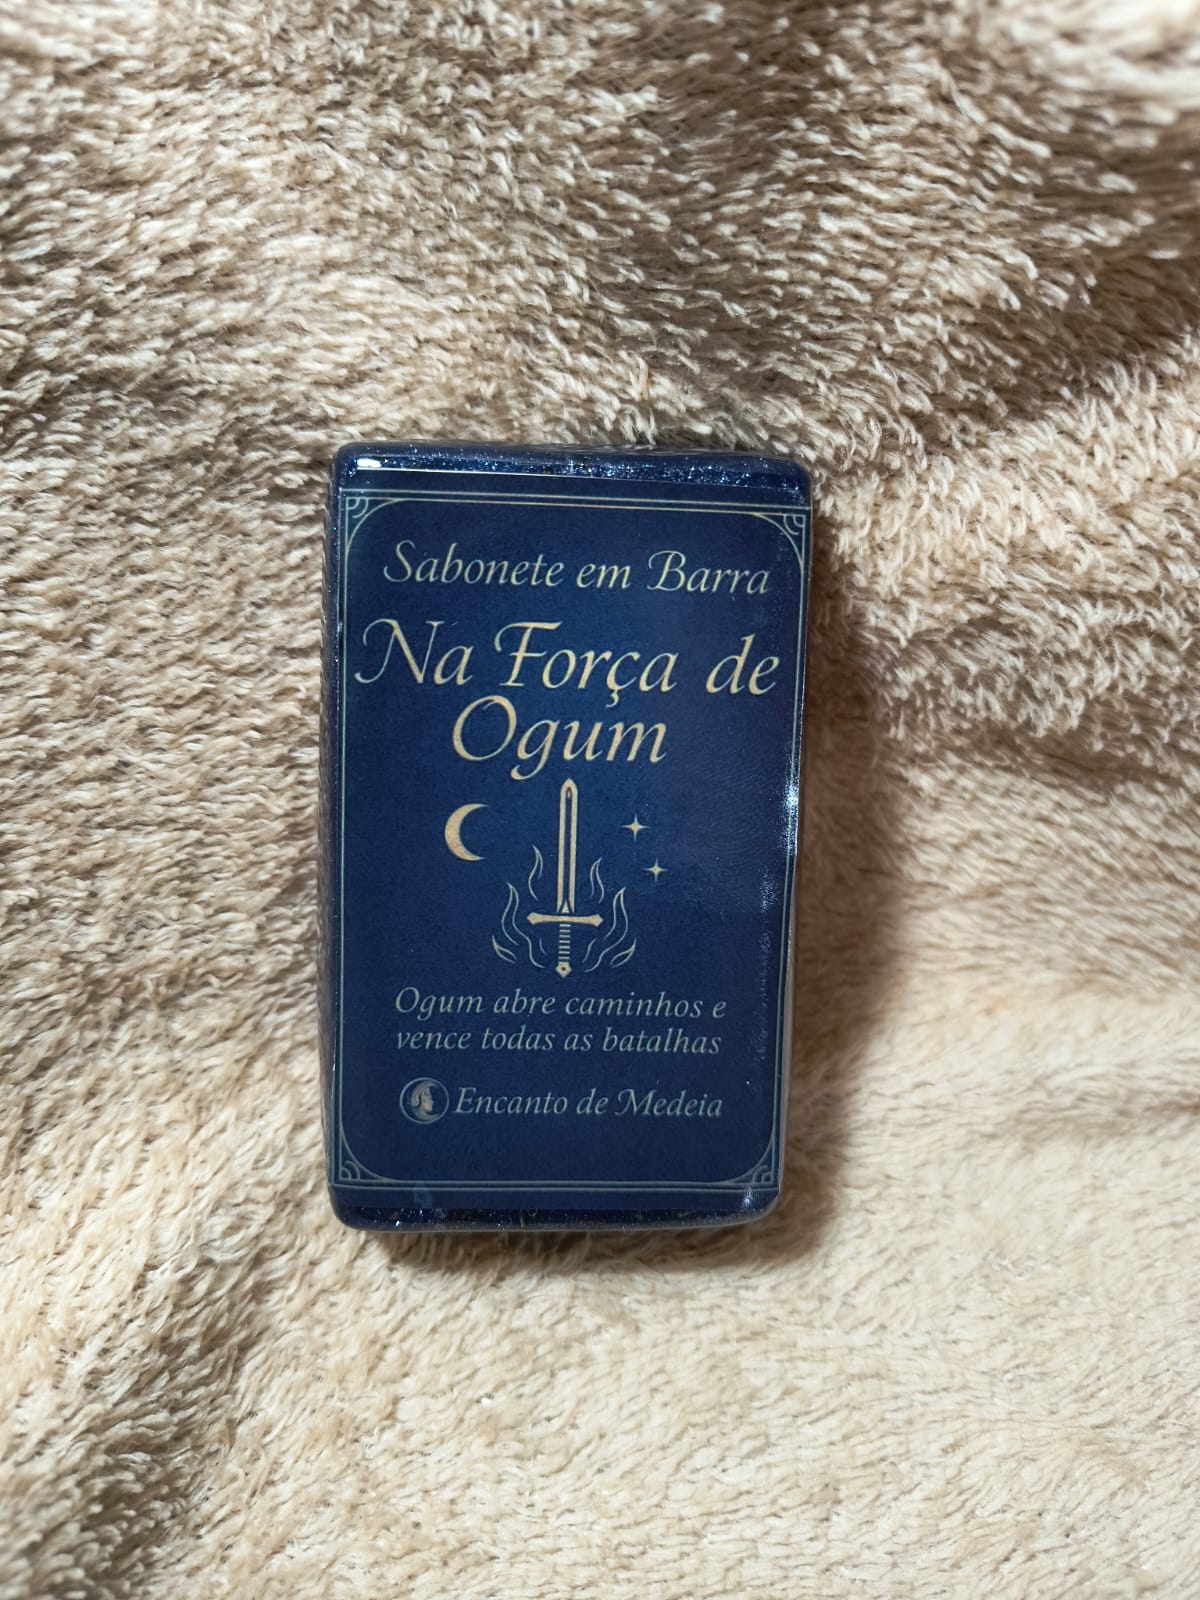 Sabonete em Barra
Na Força de
Ogum
Ogum abre caminhos e
vence todas as batalhas
Encanto de Medeia